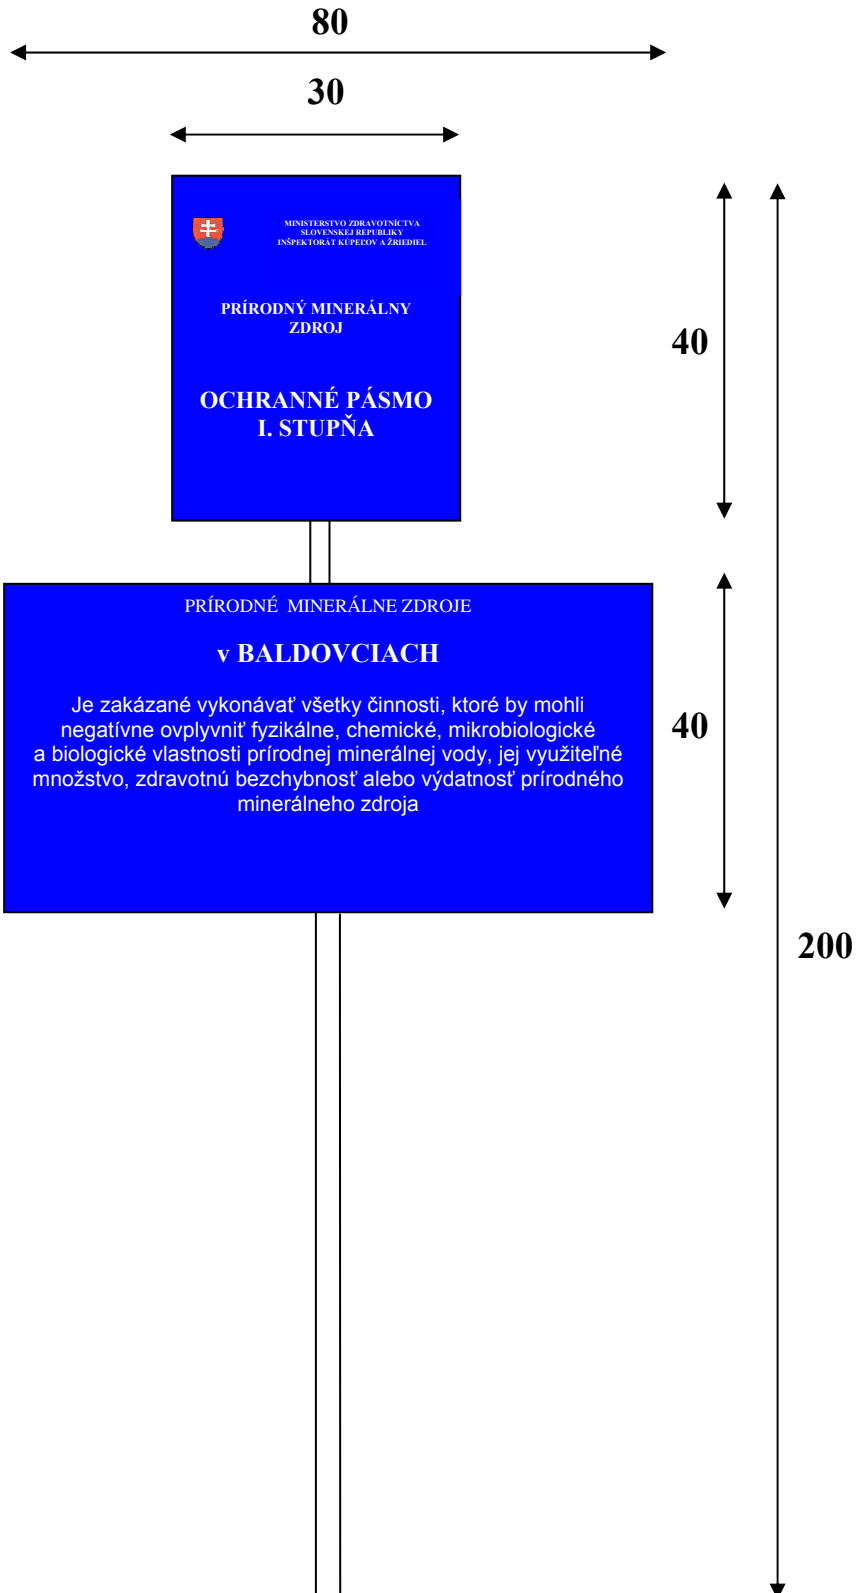 80
30
MINISTERSTVO ZDRAVOTNÍCTVA
SLOVENSKEJ REPUBLIKY
INŠPEKTORÁT KÚPEĽOV A ŽRIEDIEL
PRÍRODNÝ MINERÁLNY
ZDROJ
40
OCHRANNÉ PÁSMO
I. STUPŇA
PRÍRODNÉ MINERÁLNE ZDROJE
v BALDOVCIACH
Je zakázané vykonávať všetky činnosti, ktoré by mohli
negatívne ovplyvniť fyzikálne, chemické, mikrobiologické
a biologické vlastnosti prírodnej minerálnej vody, jej využiteľné
množstvo, zdravotnú bezchybnosť alebo výdatnosť prírodného
minerálneho zdroja
40
200